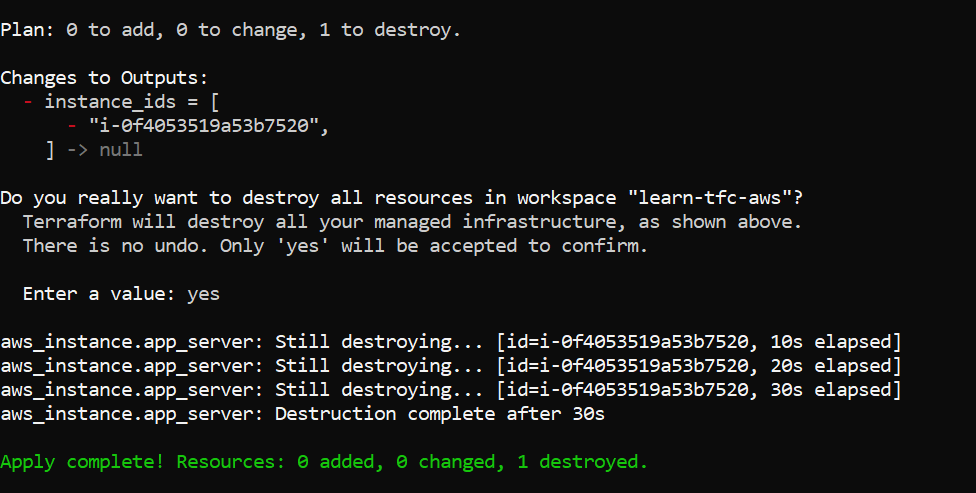 Plan: 0 to add, 0 to change, 1 to destroy.
Changes to Outputs:
- instance_ids = [
- "i-0f4053519a53b7520",
] -> null
Do you really want to destroy all resources in workspace "learn-tfc-aws"?
Terraform will destroy all your managed infrastructure, as shown above.
There is no undo. Only 'yes' will be accepted to confirm.
Enter a value: yes
aws_instance.app_server: Still destroying... [id=i-0f4053519a53b7520, 10s elapsed]
aws_instance.app_server: Still destroying... [id=i-0f4053519a53b7520, 20s elapsed]
aws_instance.app_server: Still destroying... [id=i-0f4053519a53b7520, 30s elapsed]
aws_instance.app_server: Destruction complete after 30s
Apply complete! Resources: 0 added, 0 changed, 1 destroyed.